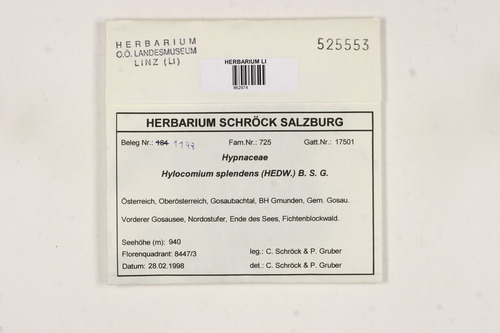 HERBARIUM
O.Ö. LANDESMUSEUM
LINZ (LI)
HERBARIUM LI
862974
525553
HERBARIUM SCHRÖCK SALZBURG
Beleg Nr.: 184 1143 Fam.Nr.: 725 Gatt.Nr.: 17501
Hypnaceae
Hylocomium splendens (HEDW.) B. S. G.
Österreich, Oberösterreich, Gosaubachtal, BH Gmunden, Gem. Gosau.
Vorderer Gosausee, Nordostufer, Ende des Sees, Fichtenblockwald.
Seehöhe (m): 940
Florenquadrant: 8447/3 leg.: C. Schröck & P. Gruber
Datum: 28.02.1998 det.: C. Schröck & P. Gruber